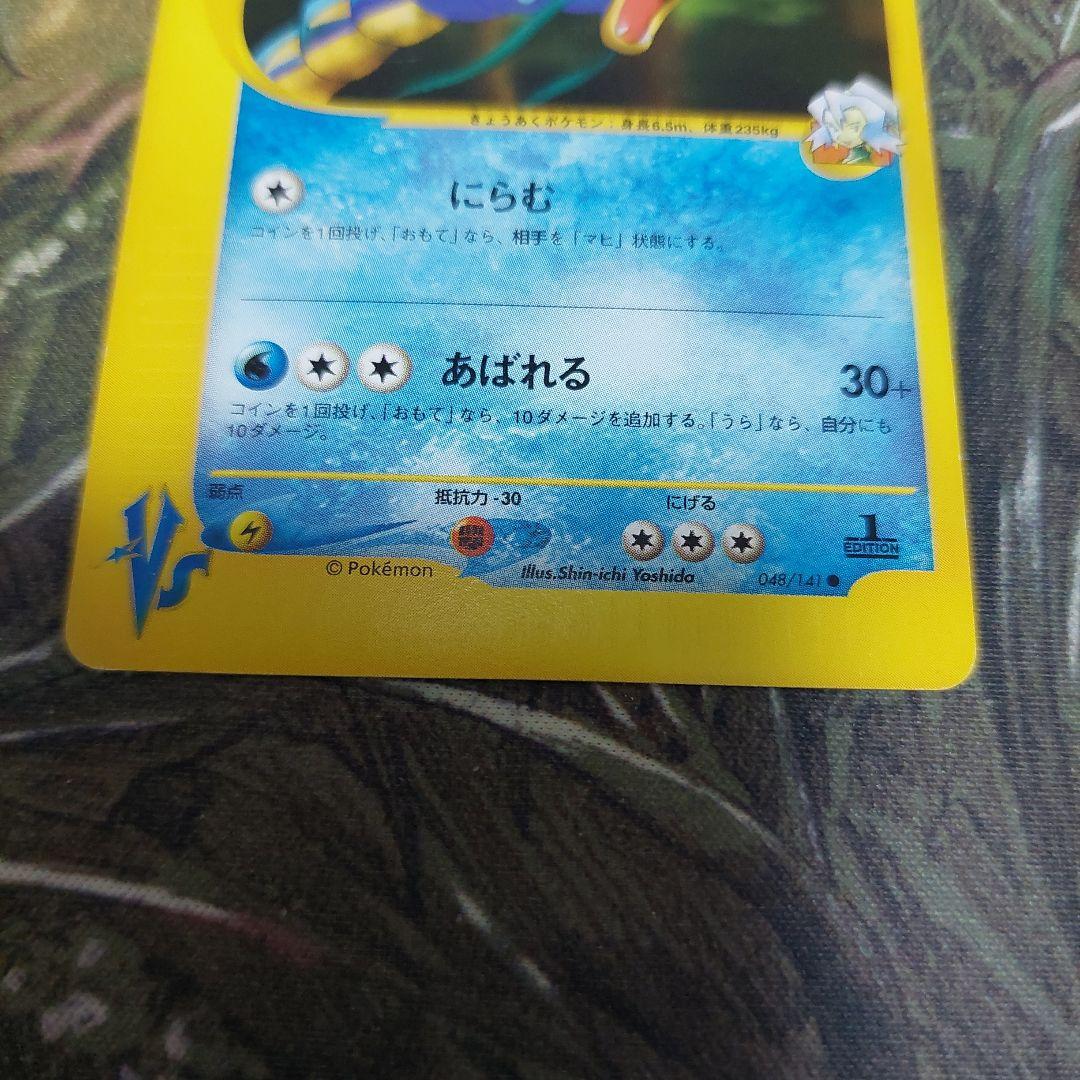 きょうあくポケモン：身長6.5m、体重235kg
にらむ
コインを1回投げ、「おもて」なら、相手を「マヒ」状態にする。
あばれる 30+
コインを1回投げ、「おもて」なら、10ダメージを追加する。「うら」なら、自分にも
10ダメージ。
弱点 抵抗力 -30 にげる
1
EDITION
VS
© Pokémon Illus.Shin-ichi Yoshida 048/141 ●